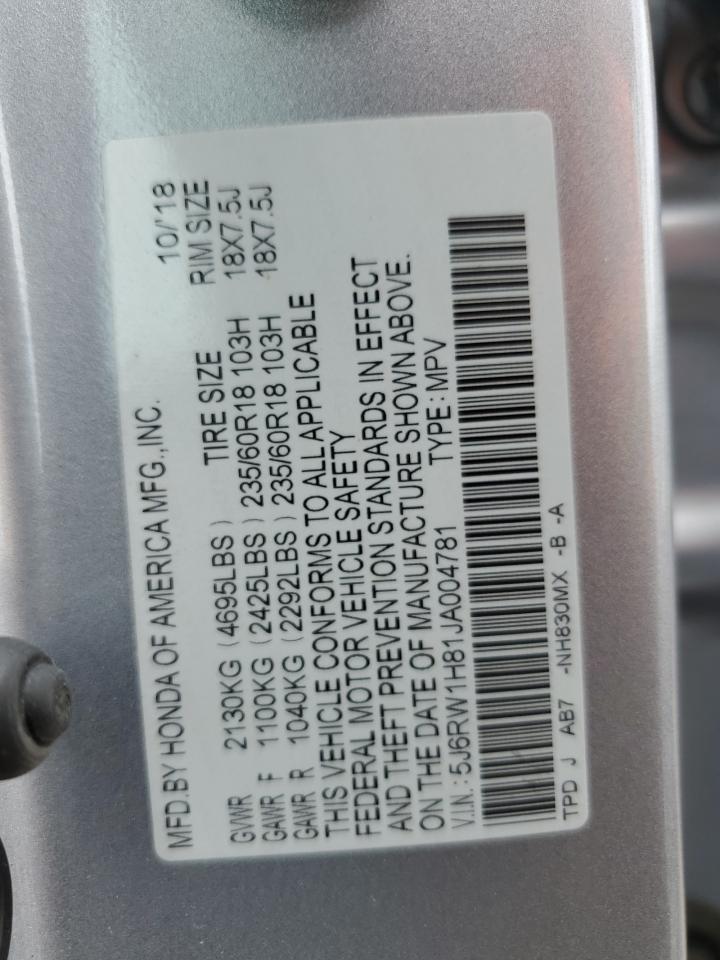 MFD.BY HONDA OF AMERICA MFG.,INC. 10/'18
TIRE SIZE RIM SIZE
GVWR 2130KG (4695LBS)
GAWR F 1100KG (2425LBS) 235/60R18 103H 18X7.5J
GAWR R 1040KG (2292LBS) 235/60R18 103H 18X7.5J
THIS VEHICLE CONFORMS TO ALL APPLICABLE
FEDERAL MOTOR VEHICLE SAFETY
AND THEFT PREVENTION STANDARDS IN EFFECT
ON THE DATE OF MANUFACTURE SHOWN ABOVE.
V.I.N.:5J6RW1H81JA004781 TYPE:MPV
TPD J AB7 -NH830MX -B -A